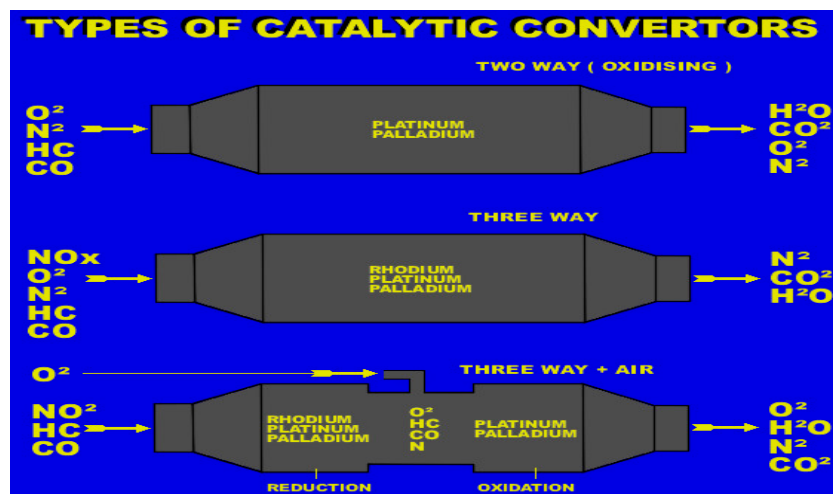 TYPES OF CATALYTIC CONVERTORS
TWO WAY ( OXIDISING )
O²
N²
HC
CO
PLATINUM
PALLADIUM
H²O
CO²
O²
N²
THREE WAY
NOx
O²
N²
HC
CO
RHODIUM
PLATINUM
PALLADIUM
N²
CO²
H²O
THREE WAY + AIR
O²
NO²
HC
CO
RHODIUM
PLATINUM
PALLADIUM
O²
HC
CO
N
PLATINUM
PALLADIUM
O²
H²O
N²
CO²
REDUCTION
OXIDATION